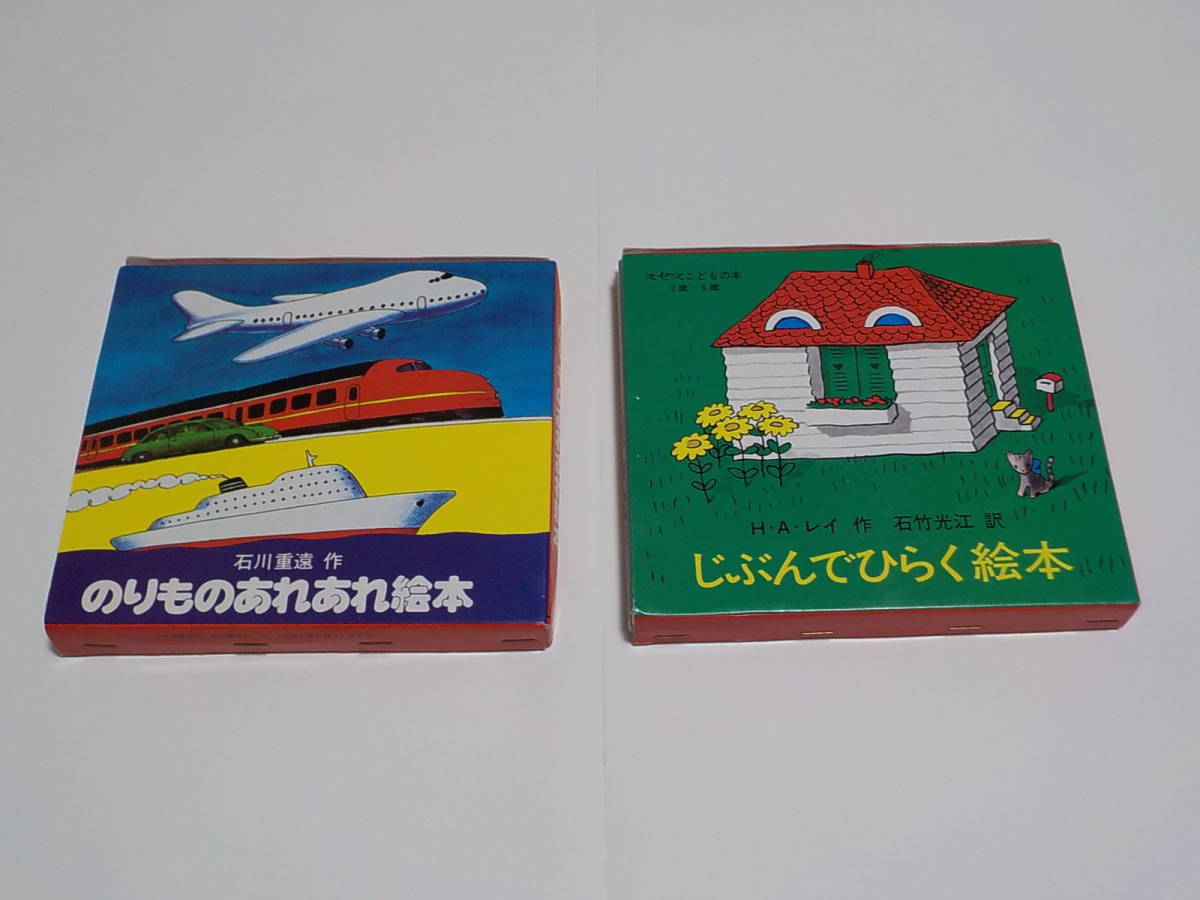 石川重遠 作
のりものあれあれ絵本
ミセスこどもの本
2歳〜6歳
H・A・レイ 作 石竹光江 訳
じぶんでひらく絵本